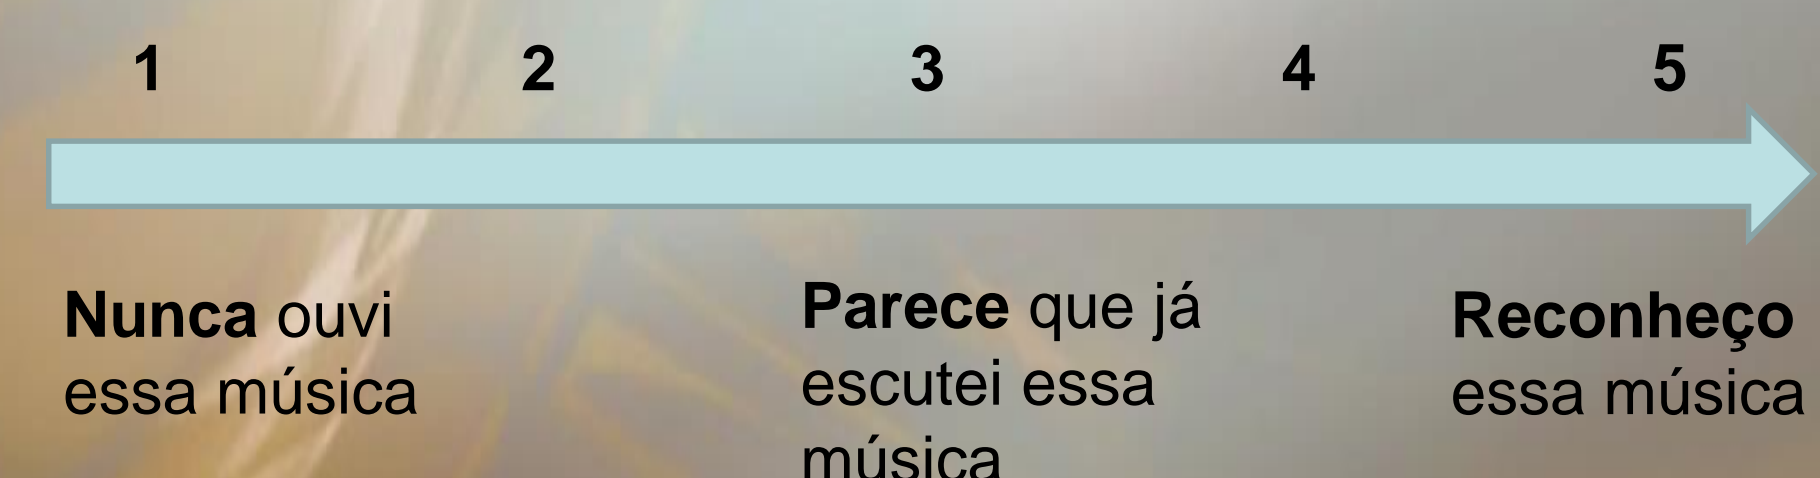 1 2 3 4 5
Nunca ouvi
essa música
Parece que já
escutei essa
música
Reconheço
essa música